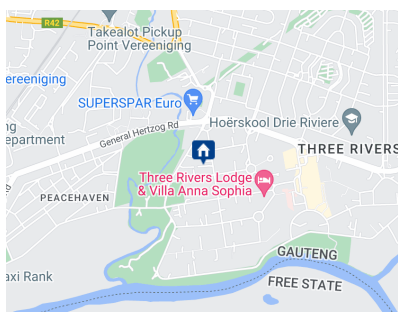 R42
Takealot Pickup
Point Vereeniging
ereeniging
SUPERSPAR Euro
General Hertzog Rd
Hoërskool Drie Riviere
ng
epartment
THREE RIVERS
Three Rivers Lodge
& Villa Anna Sophia
PEACEHAVEN
GAUTENG
axi Rank
FREE STATE